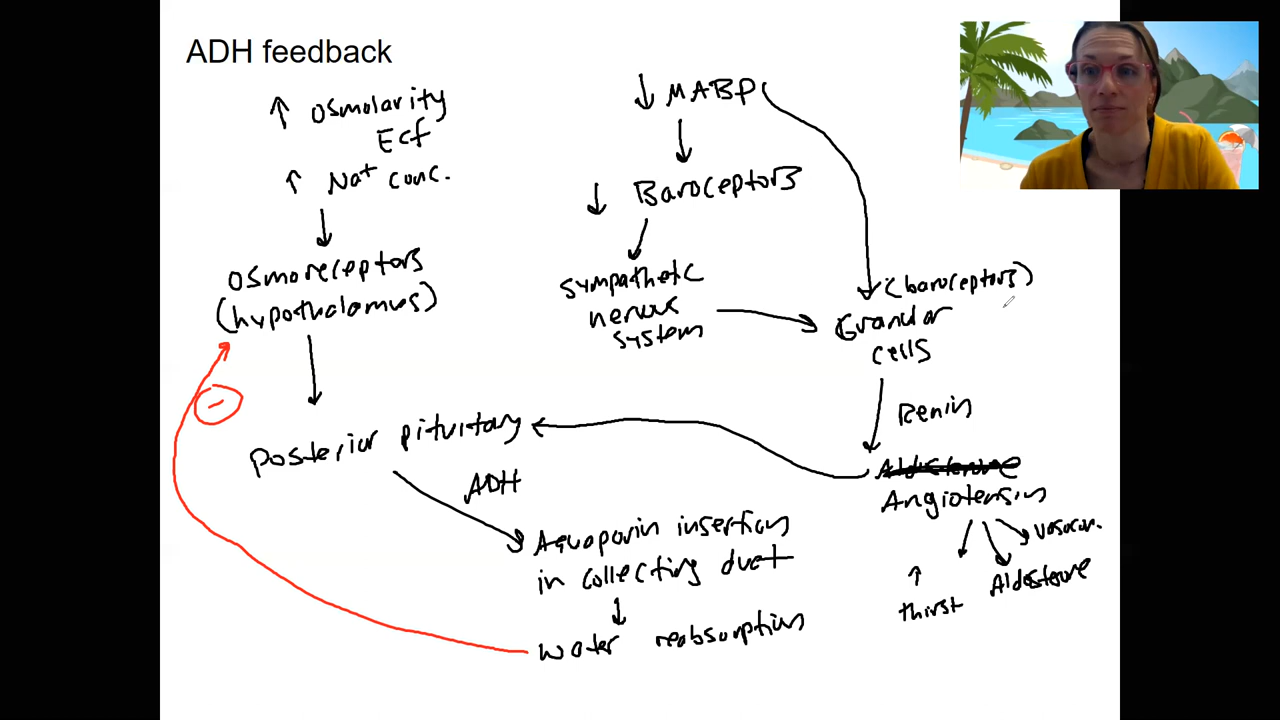 ADH feedback
↑ Osmolarity
Ecf
↑ Na+ conc.
Osmoreceptors
(hypothalamus)
Posterior pituitary
ADH
Aquaporin insertion
in collecting duct
↓
Water reabsorption
-
↓ MABP
↓ Baroceptors
Sympathetic
nervous
system
(baroceptors)
Granular
cells
Renin
Aldosterone
Angiotensin
Vasocon.
Aldosterone
↑
thirst